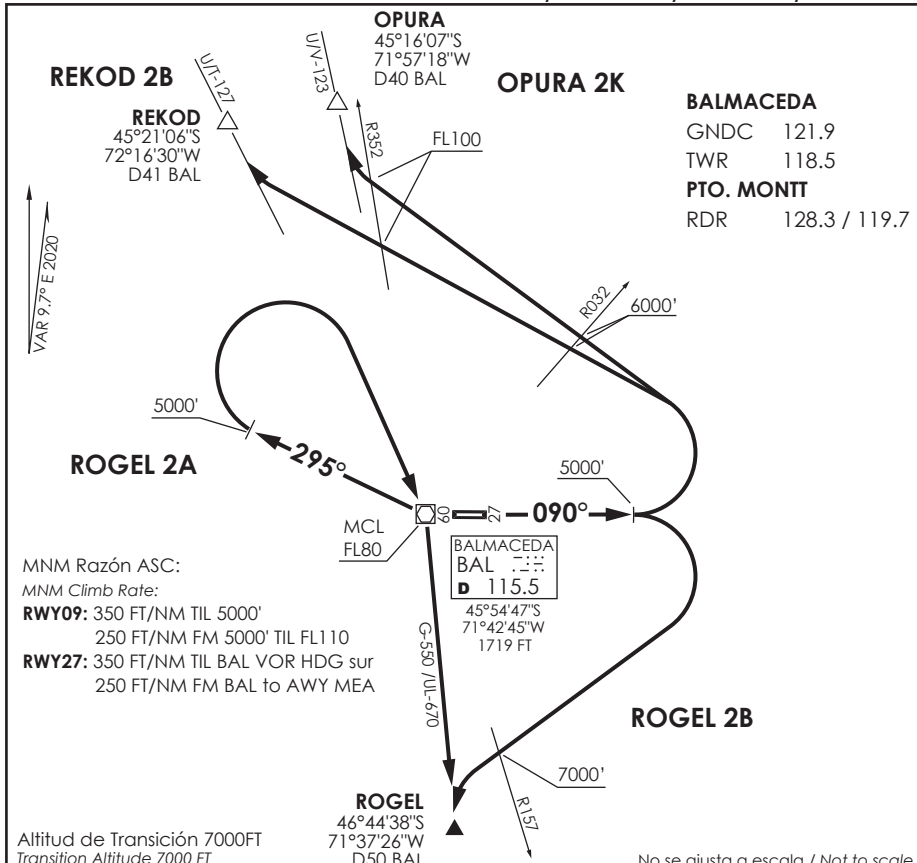 OPURA
45°16'07"S
71°57'18"W
D40 BAL
REKOD 2B
U/T-127
U/V-123
OPURA 2K
REKOD
45°21'06"S
72°16'30"W
D41 BAL
R352
FL100
BALMACEDA
GNDC 121.9
TWR 118.5
PTO. MONTT
RDR 128.3 / 119.7
VAR 9.7° E 2020
R032
6000'
5000'
295°
ROGEL 2A
5000'
090°
09
27
MCL
FL80
BALMACEDA
BAL
D 115.5
45°54'47"S
71°42'45"W
1719 FT
MNM Razón ASC:
MNM Climb Rate:
RWY09: 350 FT/NM TIL 5000'
250 FT/NM FM 5000' TIL FL110
RWY27: 350 FT/NM TIL BAL VOR HDG sur
250 FT/NM FM BAL to AWY MEA
G-550 /UL-670
ROGEL 2B
7000'
R157
ROGEL
46°44'38"S
71°37'26"W
D50 BAL
Altitud de Transición 7000FT
Transition Altitude 7000 FT
No se ajusta a escala / Not to scale